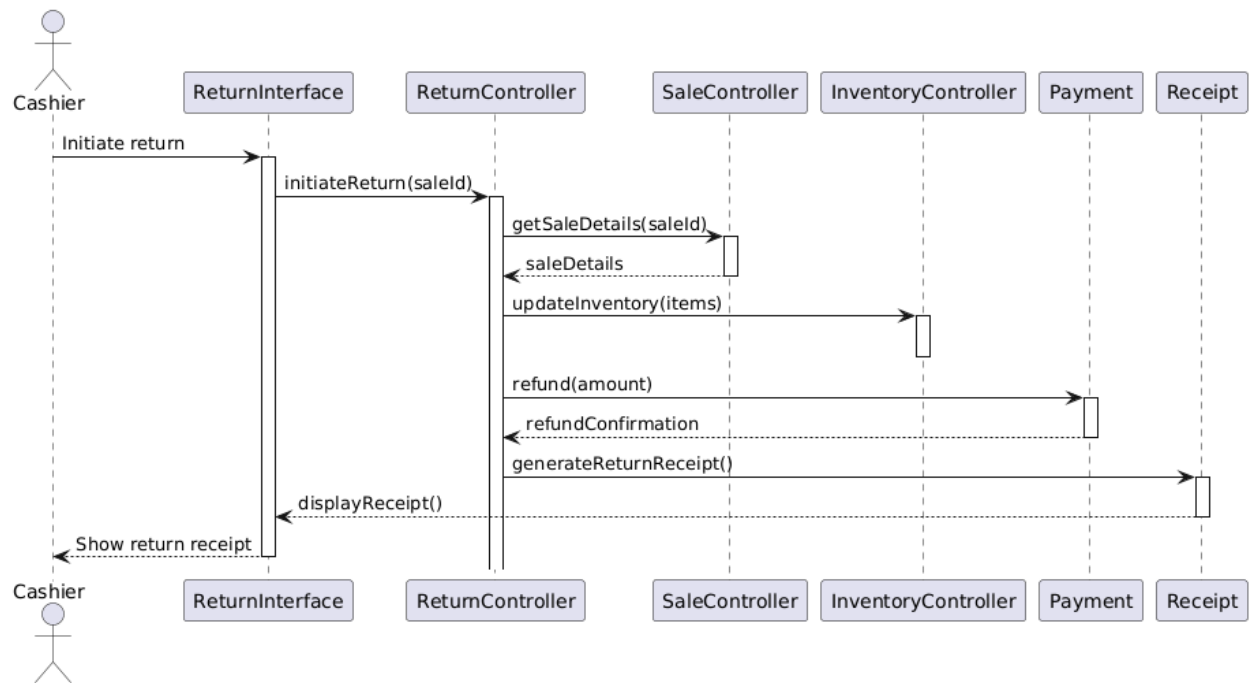 Cashier
ReturnInterface
ReturnController
SaleController
InventoryController
Payment
Receipt
Initiate return
initiateReturn(saleId)
getSaleDetails(saleId)
saleDetails
updateInventory(items)
refund(amount)
refundConfirmation
generateReturnReceipt()
displayReceipt()
Show return receipt
Cashier
ReturnInterface
ReturnController
SaleController
InventoryController
Payment
Receipt